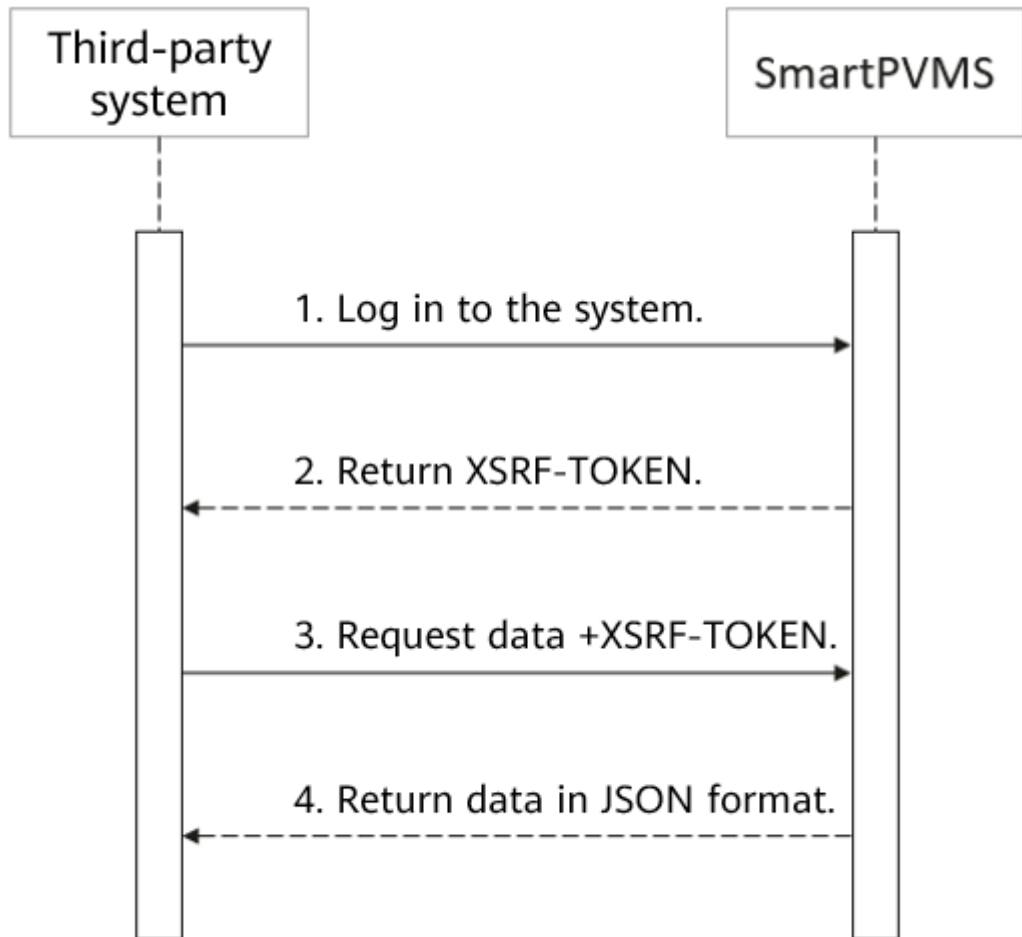 Third-party
system
SmartPVMS
1. Log in to the system.
2. Return XSRF-TOKEN.
3. Request data +XSRF-TOKEN.
4. Return data in JSON format.